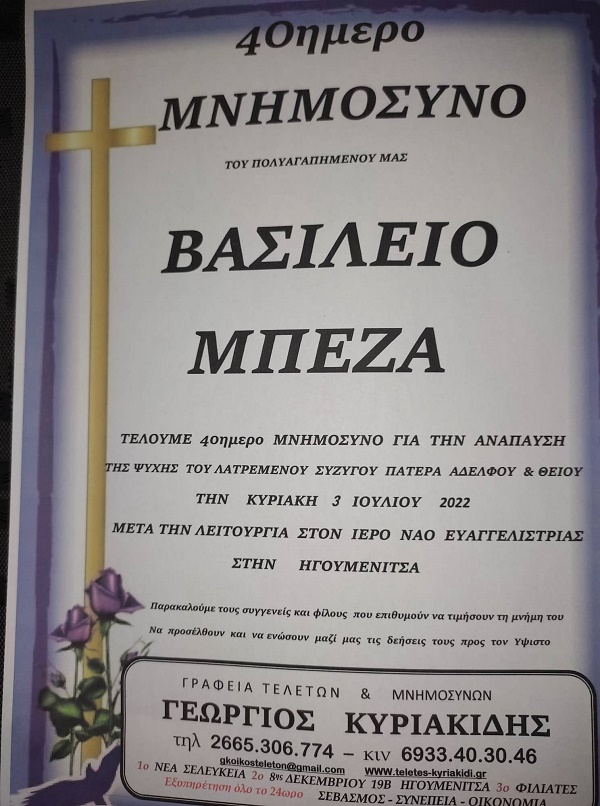 40ημερο
ΜΝΗΜΟΣΥΝΟ
ΤΟΥ ΠΟΛΥΑΓΑΠΗΜΕΝΟΥ ΜΑΣ
ΒΑΣΙΛΕΙΟ
ΜΠΕΖΑ
ΤΕΛΟΥΜΕ 40ημερο ΜΝΗΜΟΣΥΝΟ ΓΙΑ ΤΗΝ ΑΝΑΠΑΥΣΗ
ΤΗΣ ΨΥΧΗΣ ΤΟΥ ΛΑΤΡΕΜΕΝΟΥ ΣΥΖΥΓΟΥ ΠΑΤΕΡΑ ΑΔΕΛΦΟΥ & ΘΕΙΟΥ
ΤΗΝ ΚΥΡΙΑΚΗ 3 ΙΟΥΛΙΟΥ 2022
ΜΕΤΑ ΤΗΝ ΛΕΙΤΟΥΡΓΙΑ ΣΤΟΝ ΙΕΡΟ ΝΑΟ ΕΥΑΓΓΕΛΙΣΤΡΙΑΣ
ΣΤΗΝ ΗΓΟΥΜΕΝΙΤΣΑ
Παρακαλούμε τους συγγενείς και φίλους που επιθυμούν να τιμήσουν τη μνήμη του
Να προσέλθουν και να ενώσουν μαζί μας τις δεήσεις τους προς τον Υψιστο
ΓΡΑΦΕΙΑ ΤΕΛΕΤΩΝ & ΜΝΗΜΟΣΥΝΩΝ
ΓΕΩΡΓΙΟΣ ΚΥΡΙΑΚΙΔΗΣ
τηλ 2665.306.774 – κιν 6933.40.30.46
gkoikosteleton@gmail.com www.teletes-kyriakidi.gr
1ο ΝΕΑ ΣΕΛΕΥΚΕΙΑ 2ο 8ης ΔΕΚΕΜΒΡΙΟΥ 19Β ΗΓΟΥΜΕΝΙΤΣΑ 3ο ΦΙΛΙΑΤΕΣ
Εξυπηρέτηση όλο το 24ωρο ΣΕΒΑΣΜΟΣ - ΣΥΝΕΠΕΙΑ - ΟΙΚΟΝΟΜΙΑ